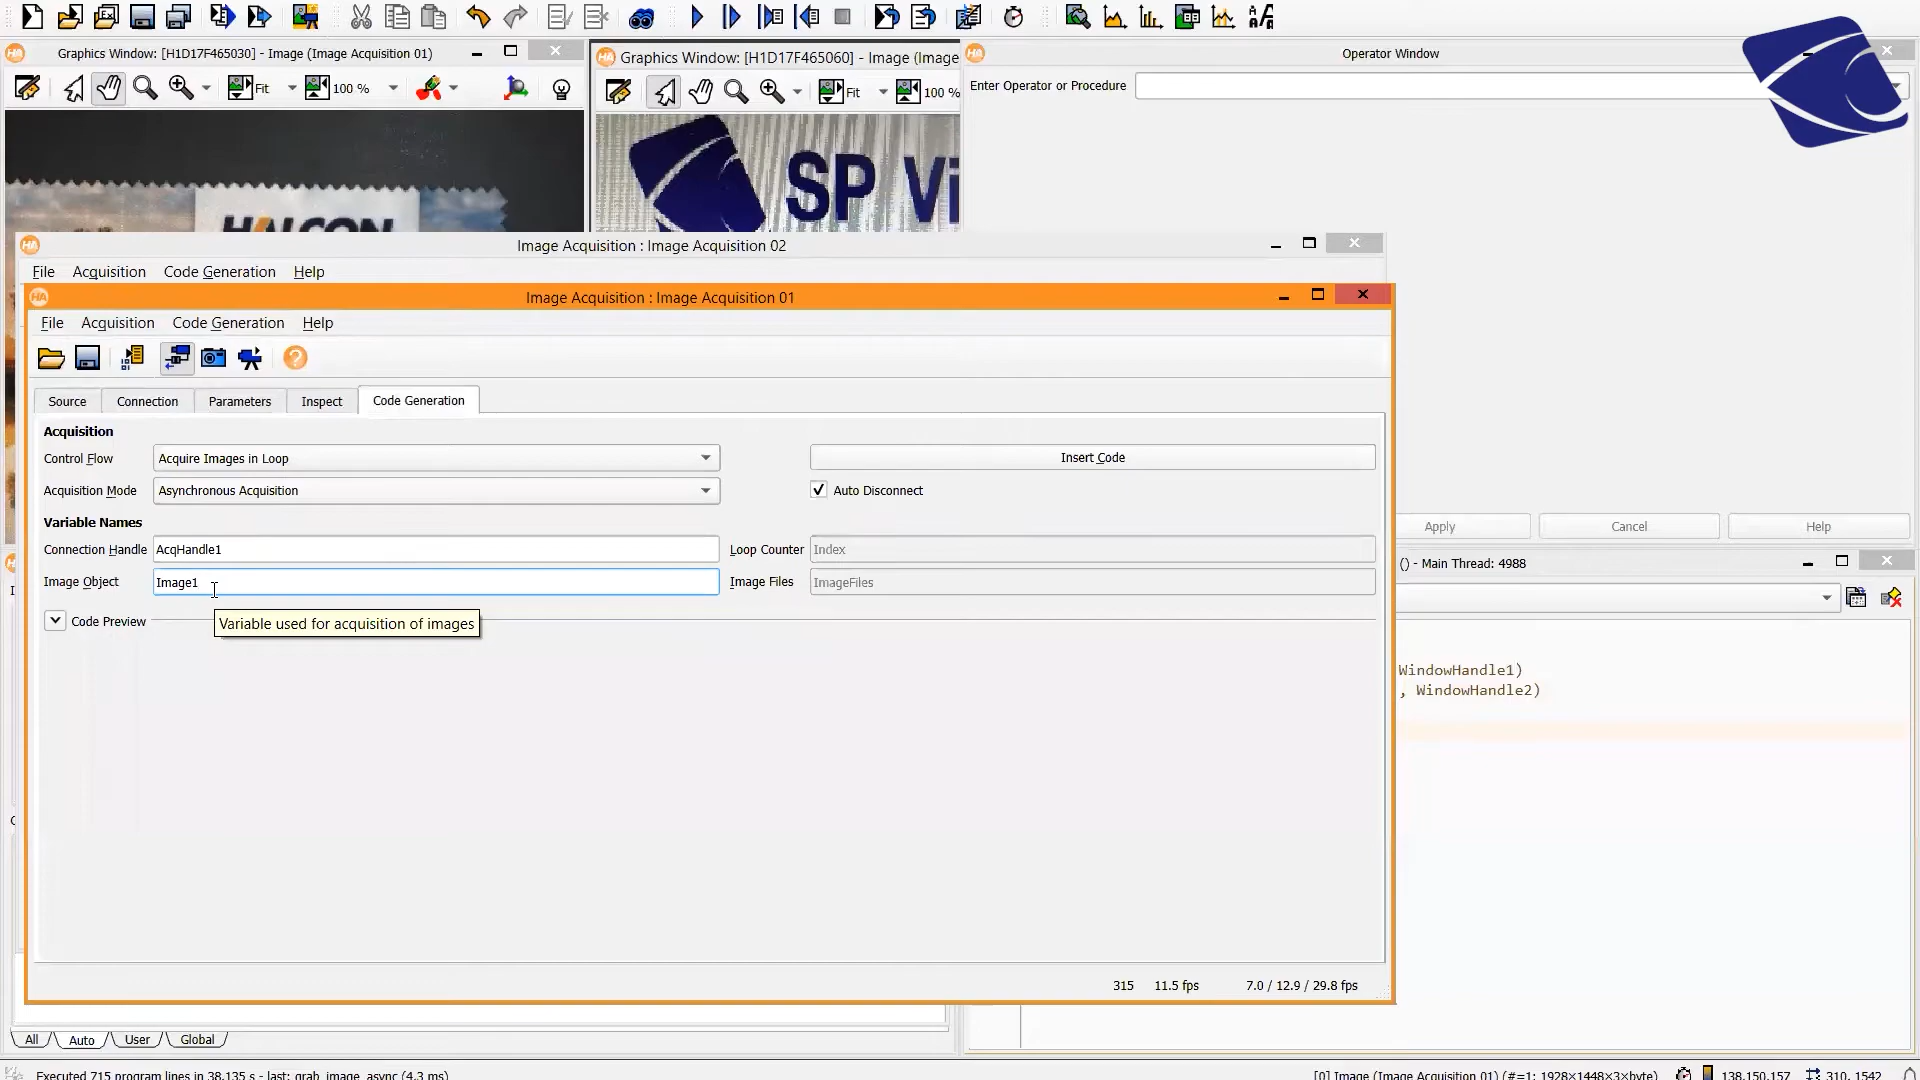 Graphics Window: [H1D17F465030] - Image (Image Acquisition 01)
Graphics Window: [H1D17F465060] - Image (Image
Operator Window
Fit
100 %
Fit
100 %
Enter Operator or Procedure
HALCON
SP Vi
Image Acquisition : Image Acquisition 02
File Acquisition Code Generation Help
Image Acquisition : Image Acquisition 01
File Acquisition Code Generation Help
Source Connection Parameters Inspect Code Generation
Acquisition
Control Flow Acquire Images in Loop Insert Code
Acquisition Mode Asynchronous Acquisition Auto Disconnect
Variable Names
Connection Handle AcqHandle1 Loop Counter Index
Image Object Image1 Image Files ImageFiles
Code Preview
Variable used for acquisition of images
315 11.5 fps 7.0 / 12.9 / 29.8 fps
Apply Cancel Help
() - Main Thread: 4988
WindowHandle1)
, WindowHandle2)
All Auto User Global
Executed 715 program lines in 38.135 s - last: grab_image_async (4.3 ms)
[0] Image (Image Acquisition 01) (#=1: 1928×1448×3×byte) 138,150,157 310, 1542